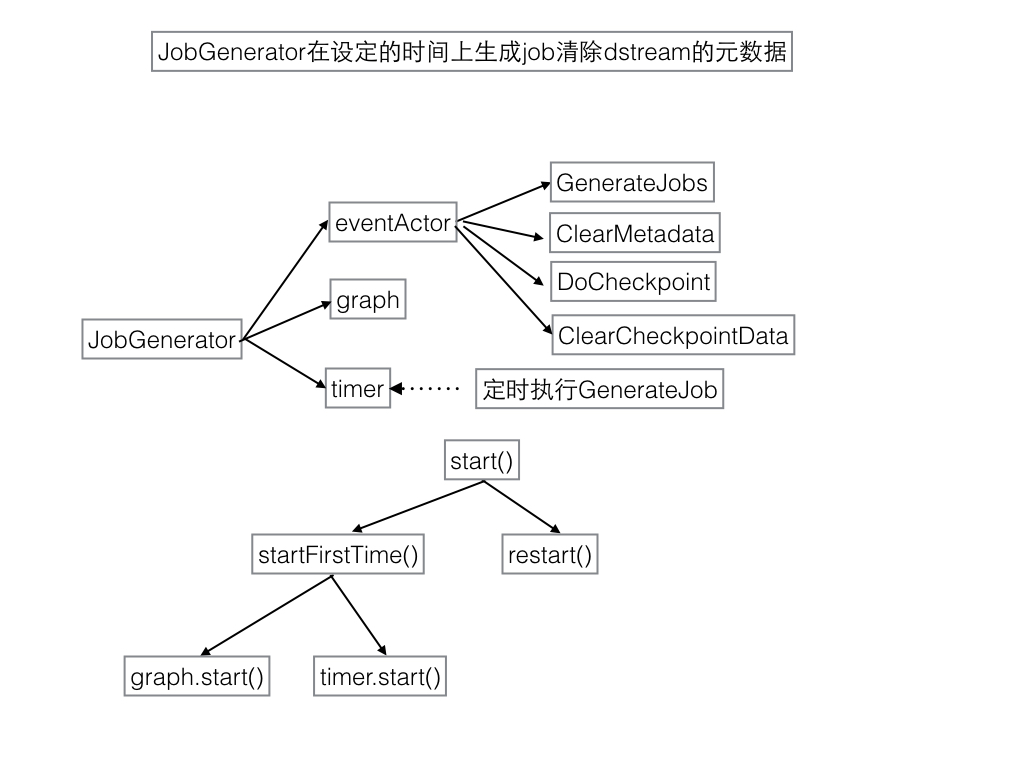 JobGenerator在设定的时间上生成job清除dstream的元数据
GenerateJobs
eventActor
ClearMetadata
DoCheckpoint
graph
JobGenerator
ClearCheckpointData
timer
定时执行GenerateJob
start()
startFirstTime()
restart()
graph.start()
timer.start()